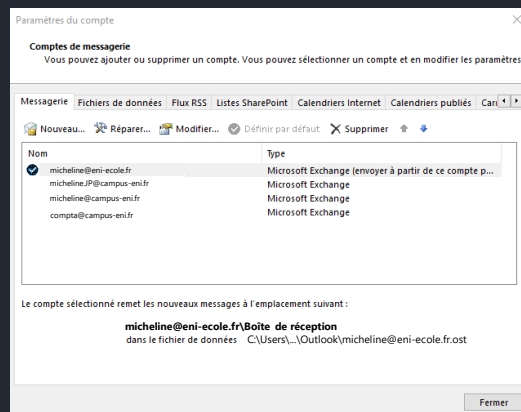 Paramètres du compte
Comptes de messagerie
Vous pouvez ajouter ou supprimer un compte. Vous pouvez sélectionner un compte et en modifier les paramètres
Messagerie Fichiers de données Flux RSS Listes SharePoint Calendriers Internet Calendriers publiés Carn
Nouveau... Réparer... Modifier... Définir par défaut Supprimer
Nom Type
micheline@eni-ecole.fr Microsoft Exchange (envoyer à partir de ce compte p...
micheline.JP@campus-eni.fr Microsoft Exchange
micheline@campus-eni.fr Microsoft Exchange
compta@campus-eni.fr Microsoft Exchange
Le compte sélectionné remet les nouveaux messages à l'emplacement suivant :
micheline@eni-ecole.fr\Boîte de réception
dans le fichier de données C:\Users\...\Outlook\micheline@eni-ecole.fr.ost
Fermer